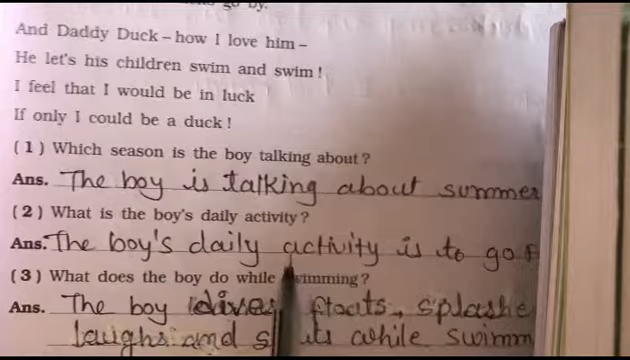 go by.
And Daddy Duck – how I love him –
He let's his children swim and swim !
I feel that I would be in luck
If only I could be a duck !
( 1 ) Which season is the boy talking about ?
Ans. The boy is talking about summer
( 2 ) What is the boy's daily activity ?
Ans. The boy's daily activity is to go
( 3 ) What does the boy do while swimming ?
Ans. The boy dives, floats, splashe
laughs and while swimm